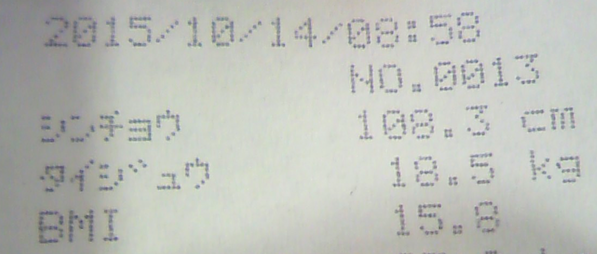 2015/10/14/08:58
NO.0013
シンチョウ 108.3 cm
タイジュウ 18.5 kg
BMI 15.8